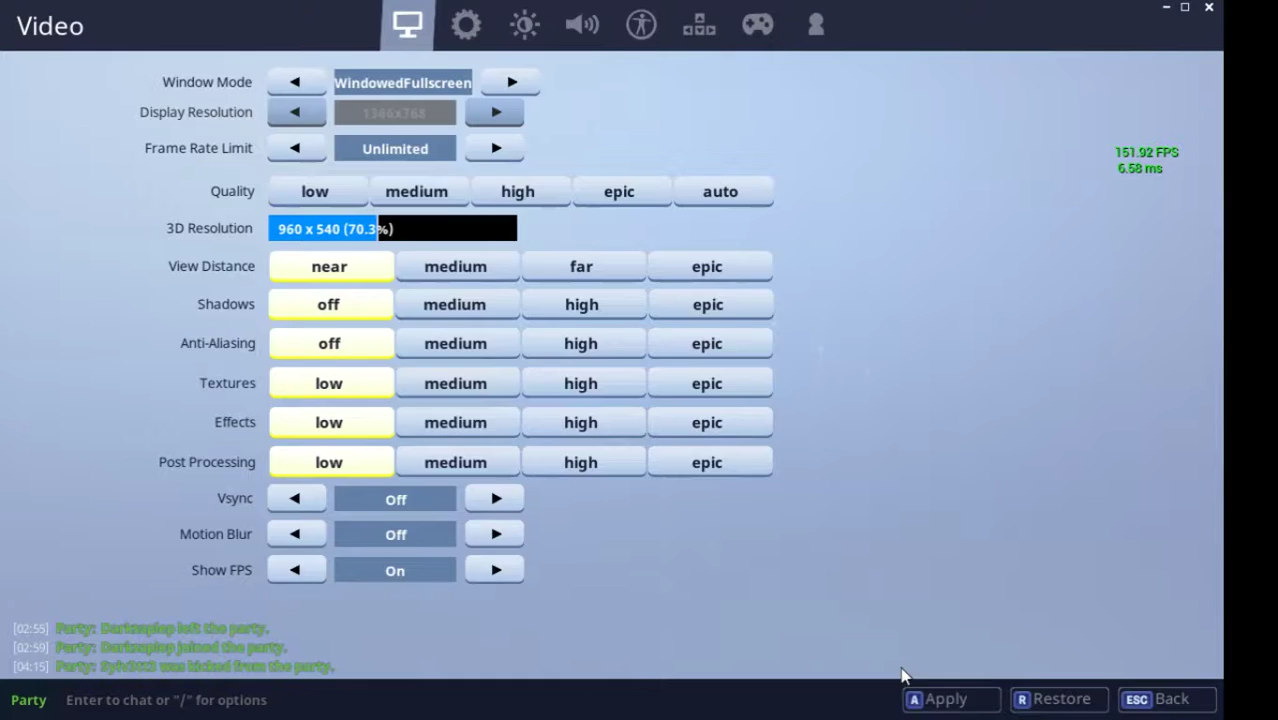 Video
Window Mode WindowedFullscreen
Display Resolution 1366x768
Frame Rate Limit Unlimited
151.92 FPS
6.58 ms
Quality low medium high epic auto
3D Resolution 960 x 540 (70.3%)
View Distance near medium far epic
Shadows off medium high epic
Anti-Aliasing off medium high epic
Textures low medium high epic
Effects low medium high epic
Post Processing low medium high epic
Vsync Off
Motion Blur Off
Show FPS On
[02:55] Party: Darkzaplop left the party.
[02:59] Party: Darkzaplop joined the party.
[04:15] Party: was kicked from the party.
Party Enter to chat or "/" for options A Apply R Restore ESC Back